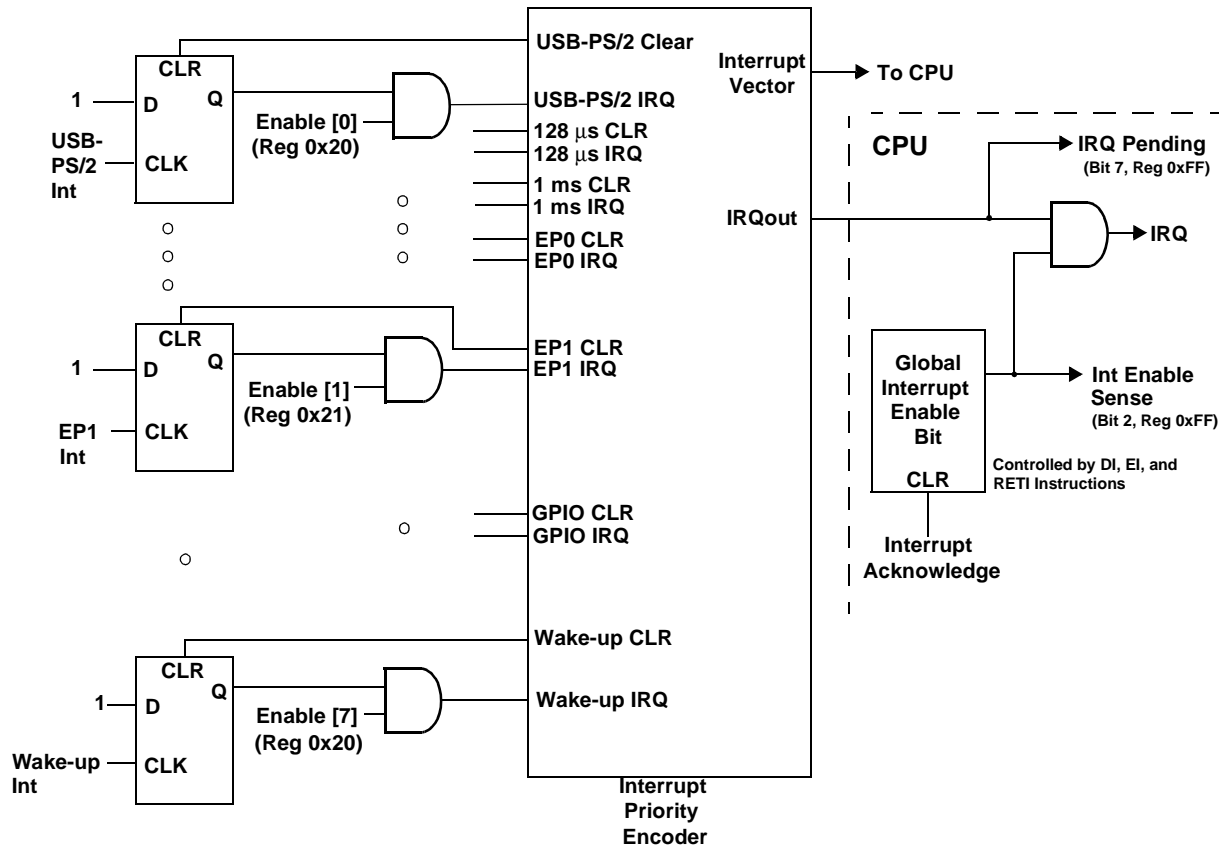 CLR
1
D
Q
USB-
PS/2
Int
CLK
Enable [0]
(Reg 0x20)
USB-PS/2 Clear
USB-PS/2 IRQ
128 μs CLR
128 μs IRQ
1 ms CLR
1 ms IRQ
EP0 CLR
EP0 IRQ
Interrupt
Vector
To CPU
CPU
IRQ Pending
(Bit 7, Reg 0xFF)
IRQout
IRQ
CLR
1
D
Q
EP1
Int
CLK
Enable [1]
(Reg 0x21)
EP1 CLR
EP1 IRQ
Global
Interrupt
Enable
Bit
CLR
Int Enable
Sense
(Bit 2, Reg 0xFF)
Controlled by DI, EI, and
RETI Instructions
Interrupt
Acknowledge
GPIO CLR
GPIO IRQ
CLR
1
D
Q
Wake-up
Int
CLK
Enable [7]
(Reg 0x20)
Wake-up CLR
Wake-up IRQ
Interrupt
Priority
Encoder